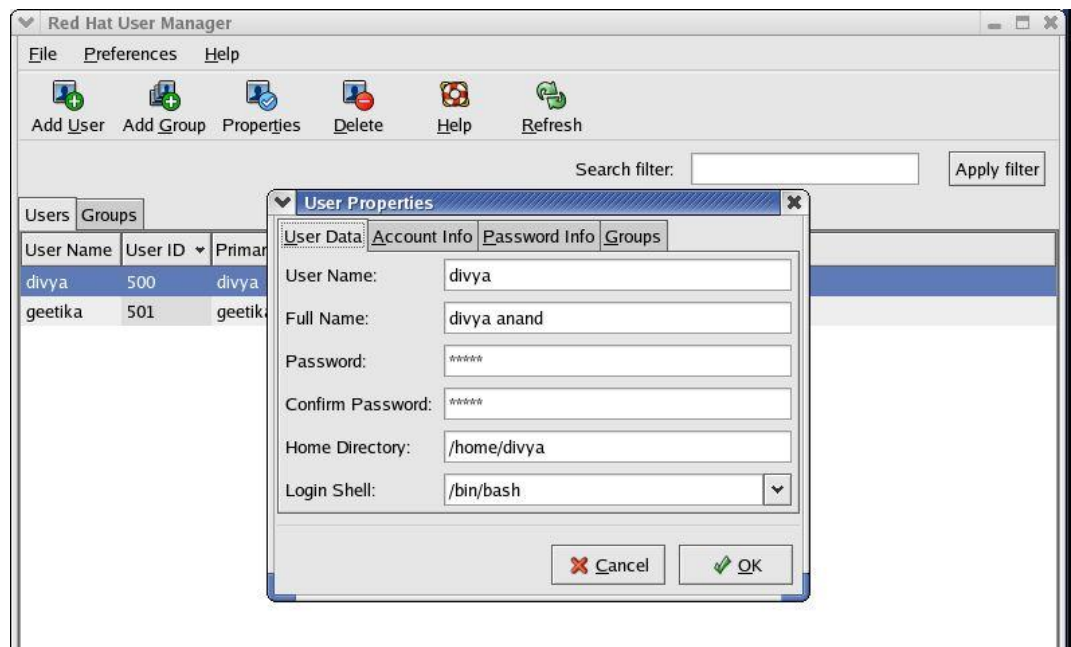 Red Hat User Manager
File Preferences Help
Add User Add Group Properties Delete Help Refresh
Search filter: Apply filter
Users Groups
User Name User ID Primar
divya 500 divya
geetika 501 geetika
User Properties
User Data Account Info Password Info Groups
User Name: divya
Full Name: divya anand
Password: *****
Confirm Password: *****
Home Directory: /home/divya
Login Shell: /bin/bash
Cancel OK